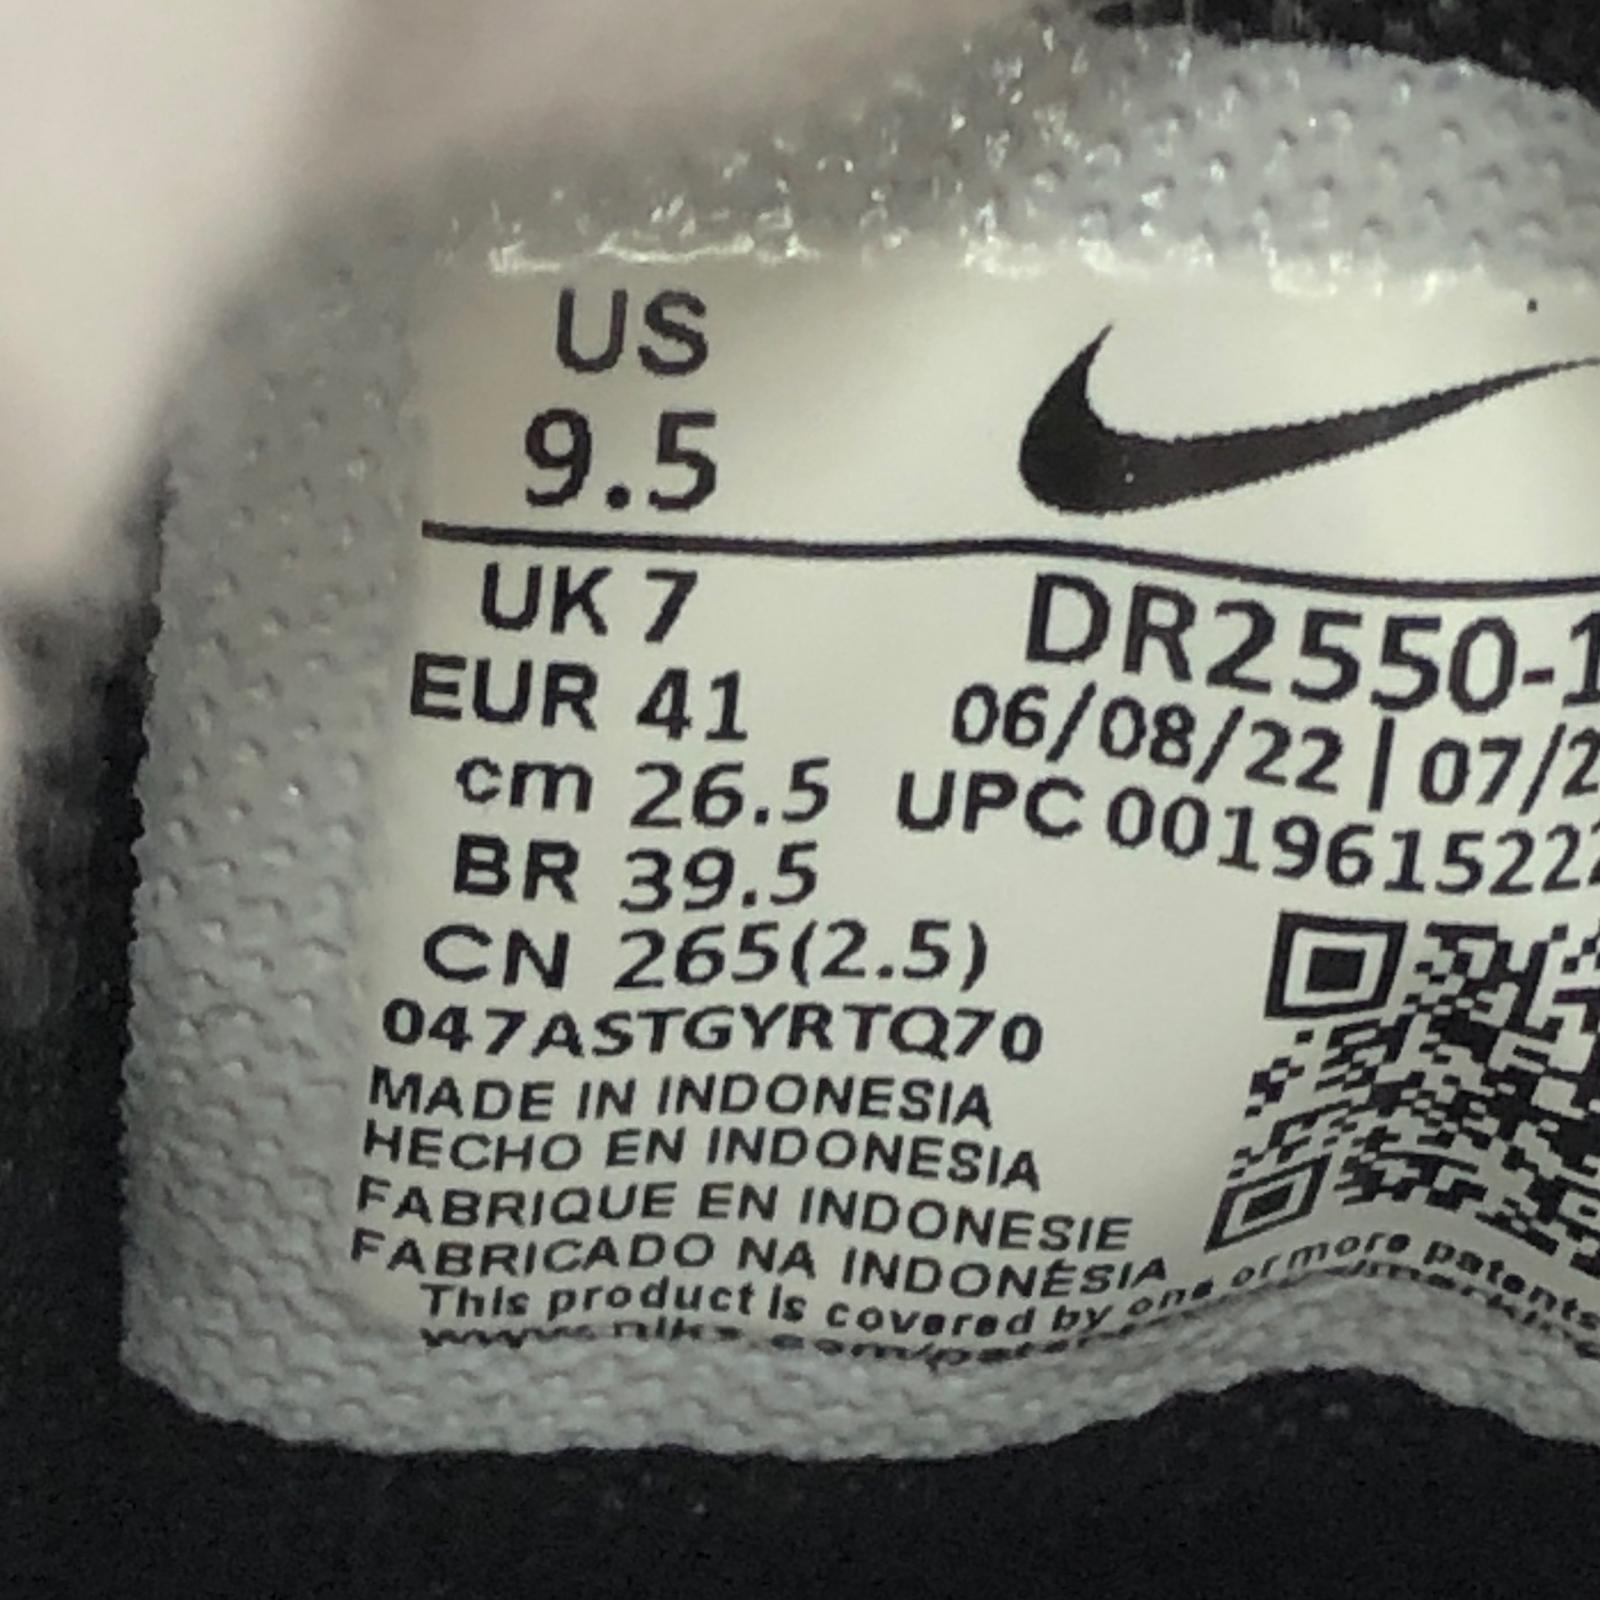 US
9.5
UK 7
EUR 41
cm 26.5
BR 39.5
CN 265(2.5)
047ASTGYRTQ70
MADE IN INDONESIA
HECHO EN INDONESIA
FABRIQUE EN INDONESIE
FABRICADO NA INDONÉSIA
This product is covered by one or more patents
DR2550-1
06/08/22 | 07/2
UPC 00196152222